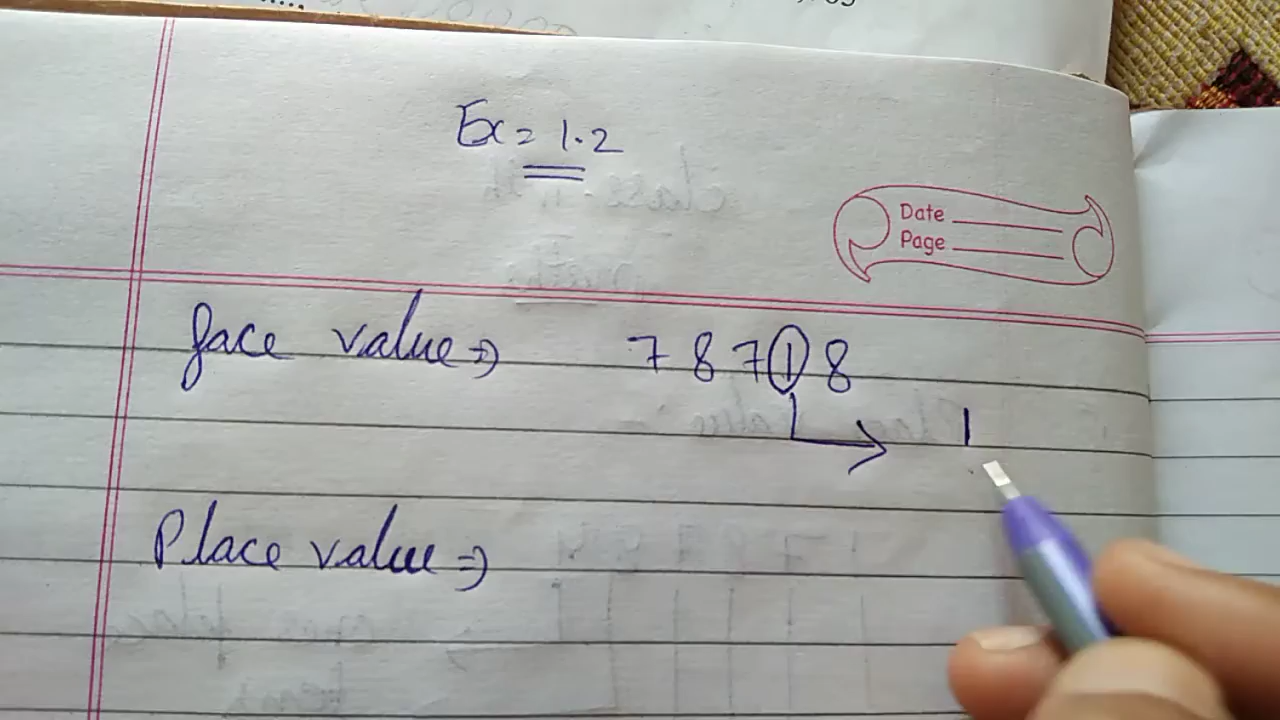 Ex = 1.2
Date
Page
face value ⇒ 7 8 7 1 8
1
Place value ⇒